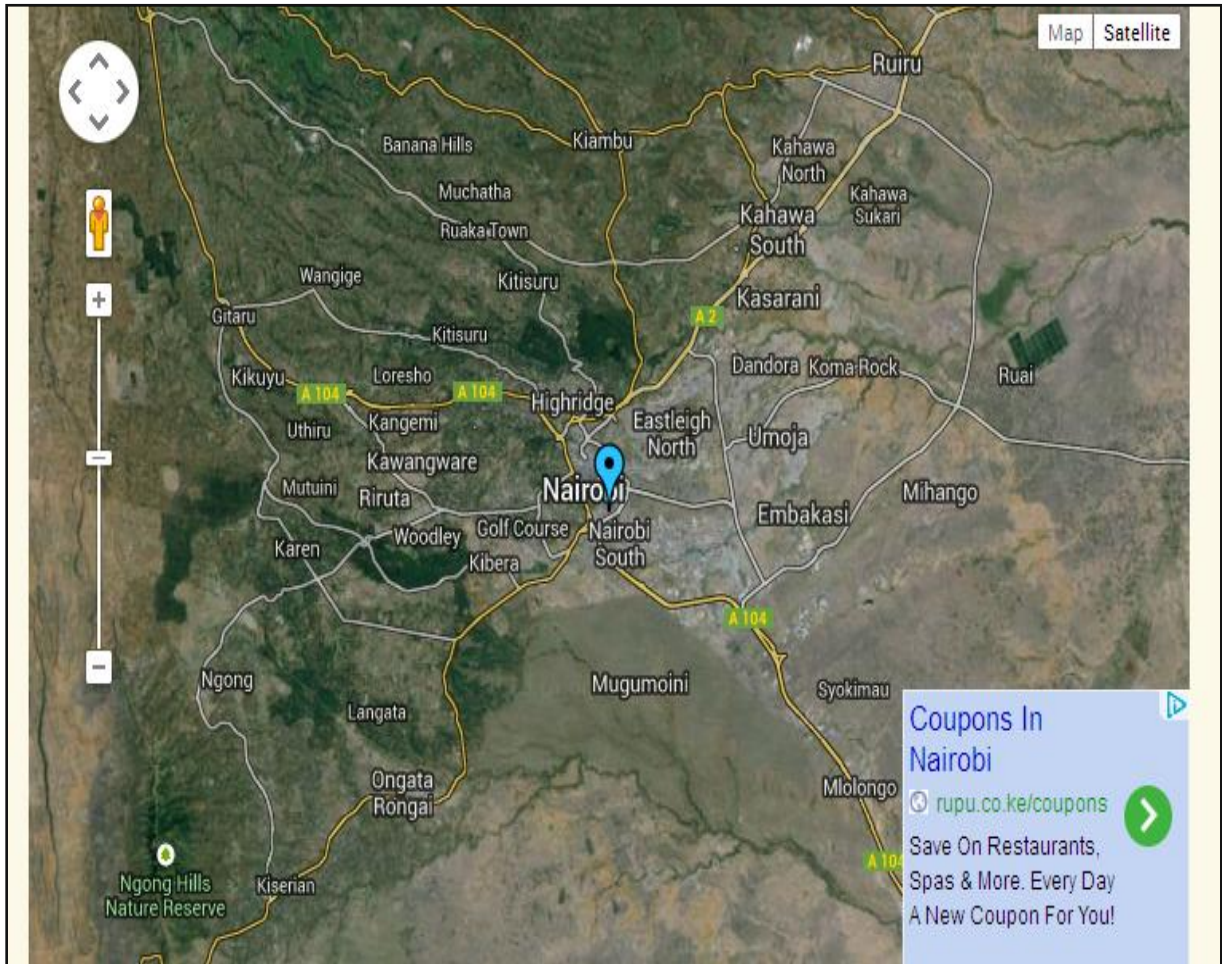 Map Satellite
Ruiru
Kiambu
Banana Hills
Kahawa
North
Muchatha
Kahawa
Sukari
Kahawa
South
Ruaka Town
Wangige
Kitisuru
Kasarani
Gitaru
A 2
Kitisuru
Dandora
Koma Rock
Ruai
Kikuyu
Loresho
A 104
A 104
Highridge
Uthiru
Kangemi
Eastleigh
North
Umoja
Kawangware
Mutuini
Riruta
Nairobi
Mihango
Embakasi
Woodley
Golf Course
Nairobi
South
Karen
Kibera
A 104
Ngong
Mugumoini
Syokimau
Langata
Ongata
Rongai
Mlolongo
A 104
Ngong Hills
Nature Reserve
Kiserian
Coupons In
Nairobi
rupu.co.ke/coupons
Save On Restaurants,
Spas & More. Every Day
A New Coupon For You!